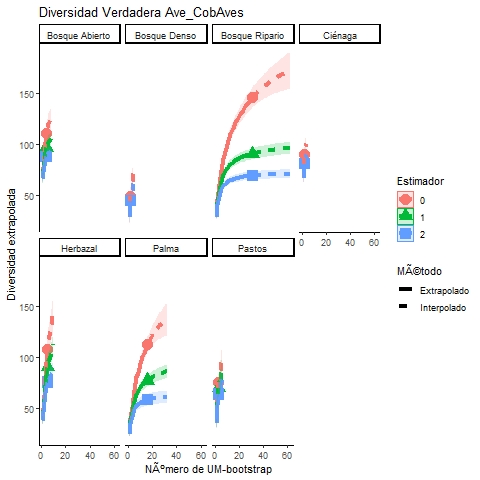 Diversidad Verdadera Ave_CobAves
Bosque Abierto
Bosque Denso
Bosque Ripario
Ciénaga
150
100
50
0 20 40 60
Herbazal
Palma
Pastos
150
100
50
0 20 40 60
0 20 40 60
0 20 40 60
Diversidad extrapolada
NÃºmero de UM-bootstrap
Estimador
0
1
2
MÃ©todo
Extrapolado
Interpolado